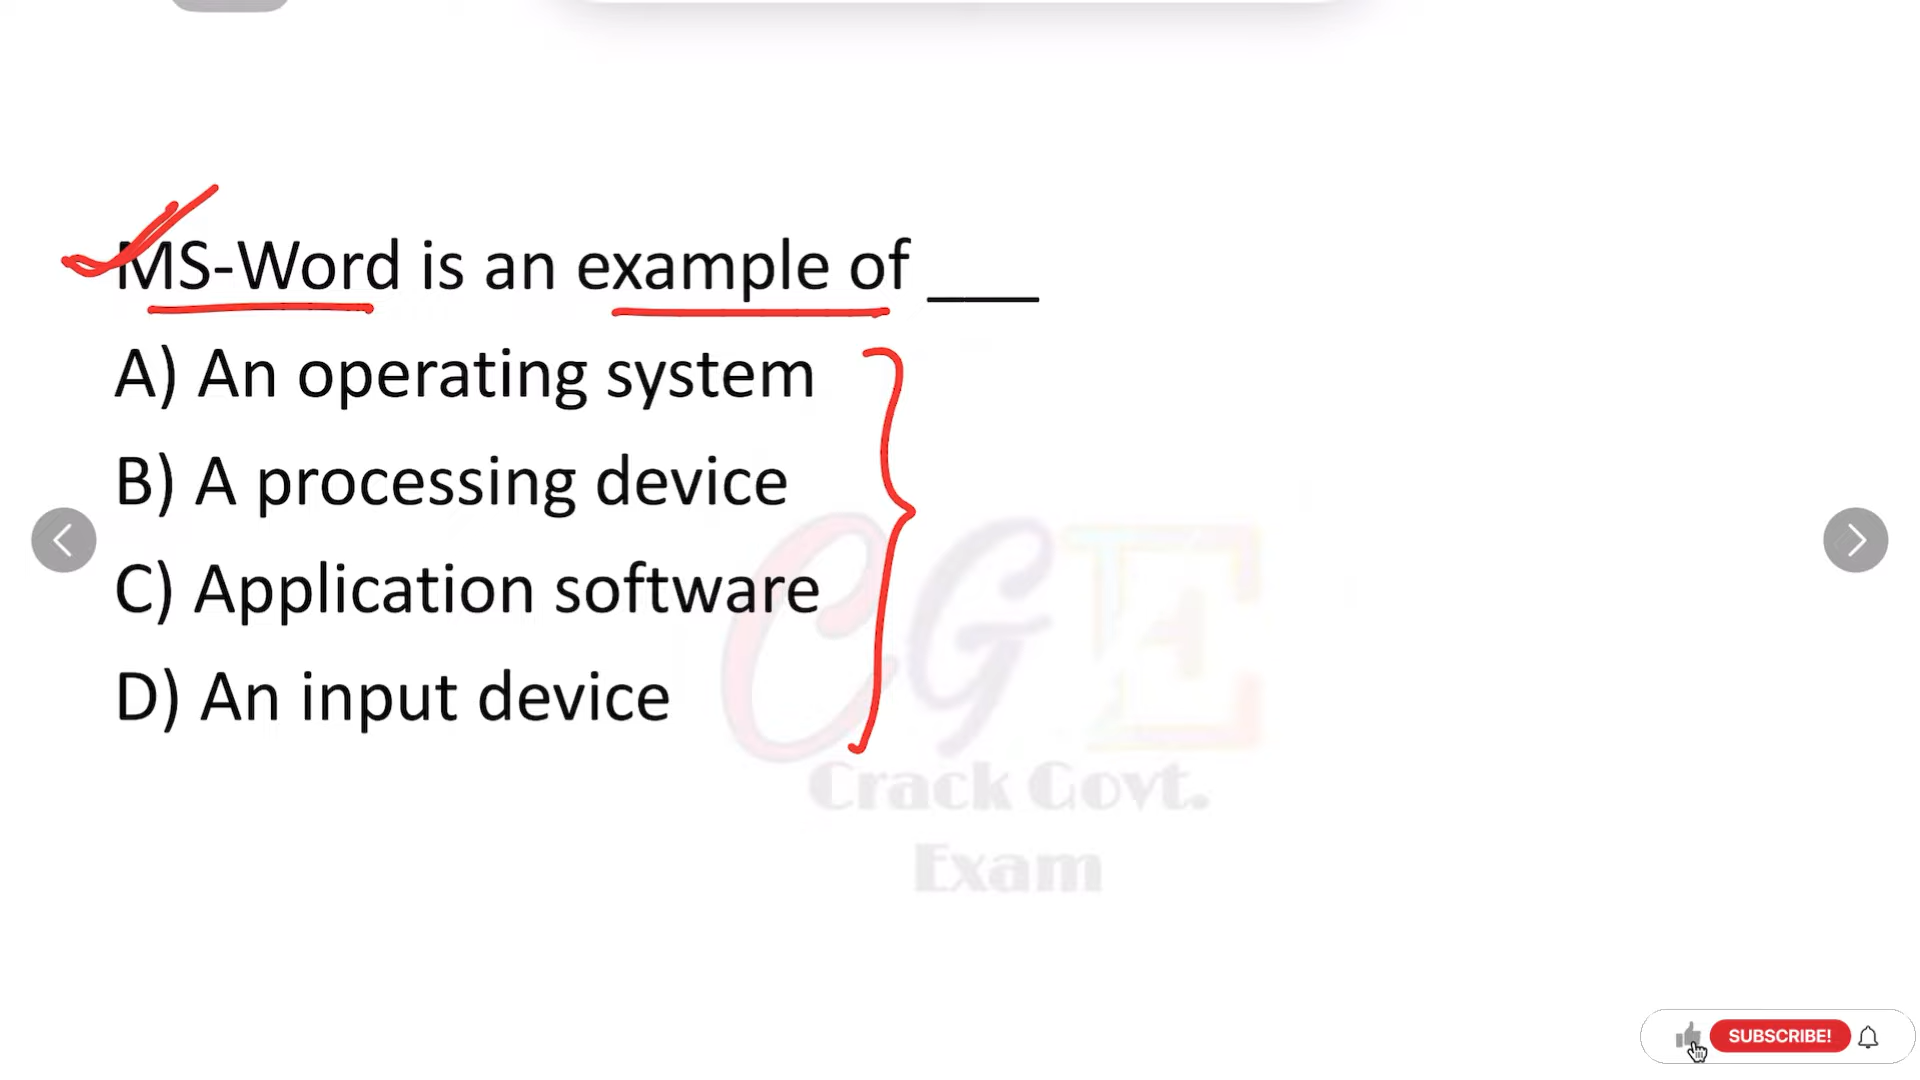 MS-Word is an example of ___
A) An operating system
B) A processing device
C) Application software
D) An input device
CGE
Crack Govt.
Exam
SUBSCRIBE!